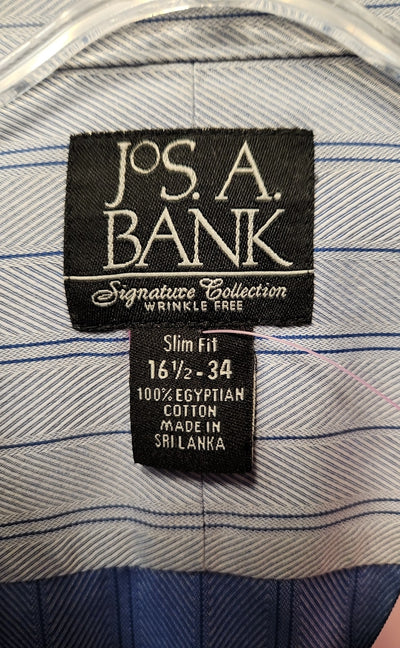 JOS. A.
BANK
Signature Collection
WRINKLE FREE
Slim Fit
16 1/2 - 34
100% EGYPTIAN
COTTON
MADE IN
SRI LANKA